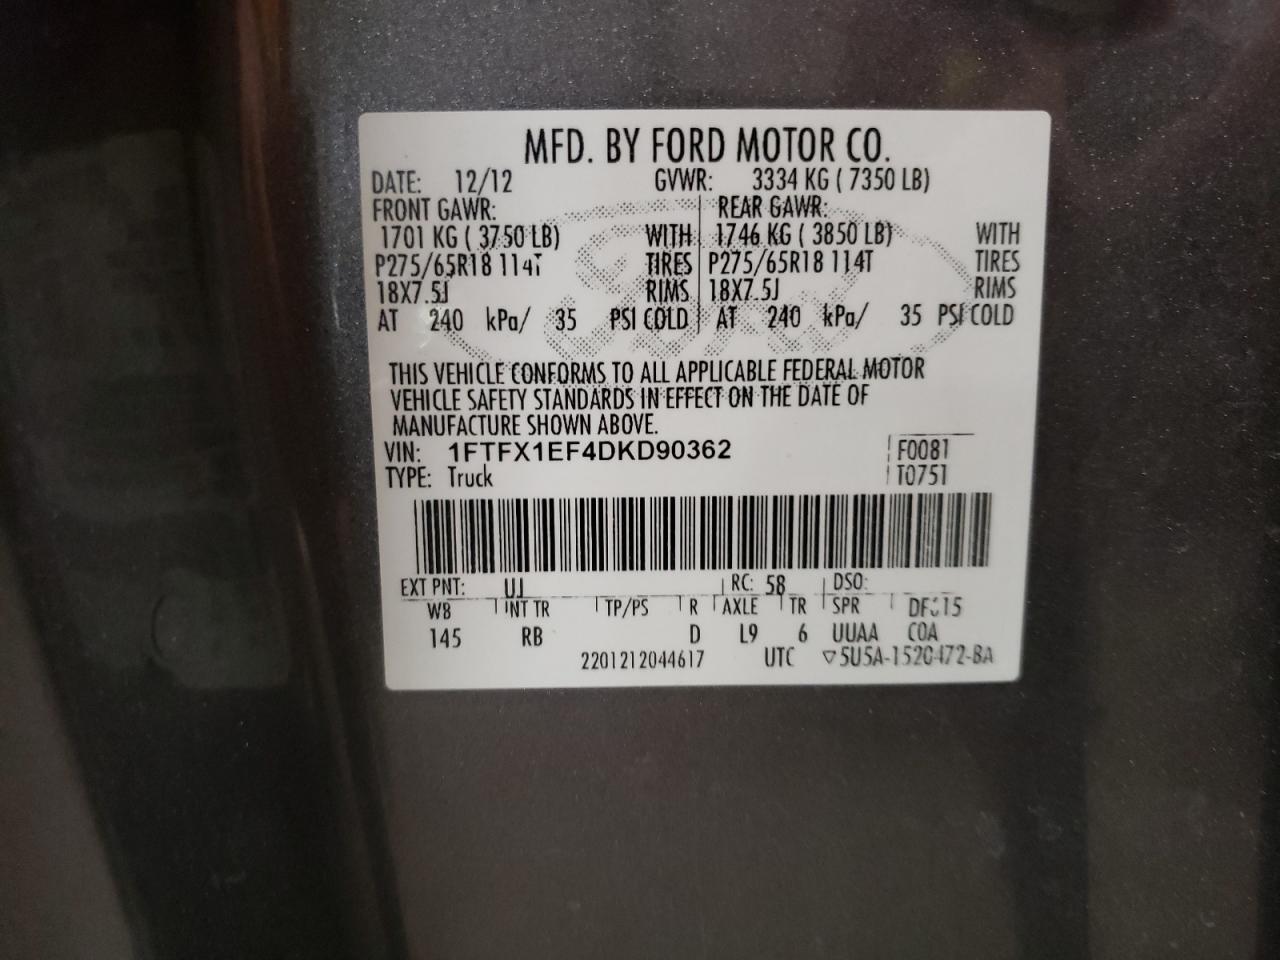 MFD. BY FORD MOTOR CO.
DATE: 12/12 GVWR: 3334 KG ( 7350 LB)
FRONT GAWR: REAR GAWR:
1701 KG ( 3750 LB) WITH 1746 KG ( 3850 LB) WITH
P275/65R18 114T TIRES P275/65R18 114T TIRES
18X7.5J RIMS 18X7.5J RIMS
AT 240 kPa/ 35 PSI COLD AT 240 kPa/ 35 PSI COLD
THIS VEHICLE CONFORMS TO ALL APPLICABLE FEDERAL MOTOR
VEHICLE SAFETY STANDARDS IN EFFECT ON THE DATE OF
MANUFACTURE SHOWN ABOVE.
VIN: 1FTFX1EF4DKD90362 F0081
TYPE: Truck T0751
EXT PNT: UJ RC: 58 DSO:
WB INT TR TP/PS R AXLE TR SPR
145 RB D L9 6 UUAA
2201212044617 UTC ▽5U5A-1520472-BA